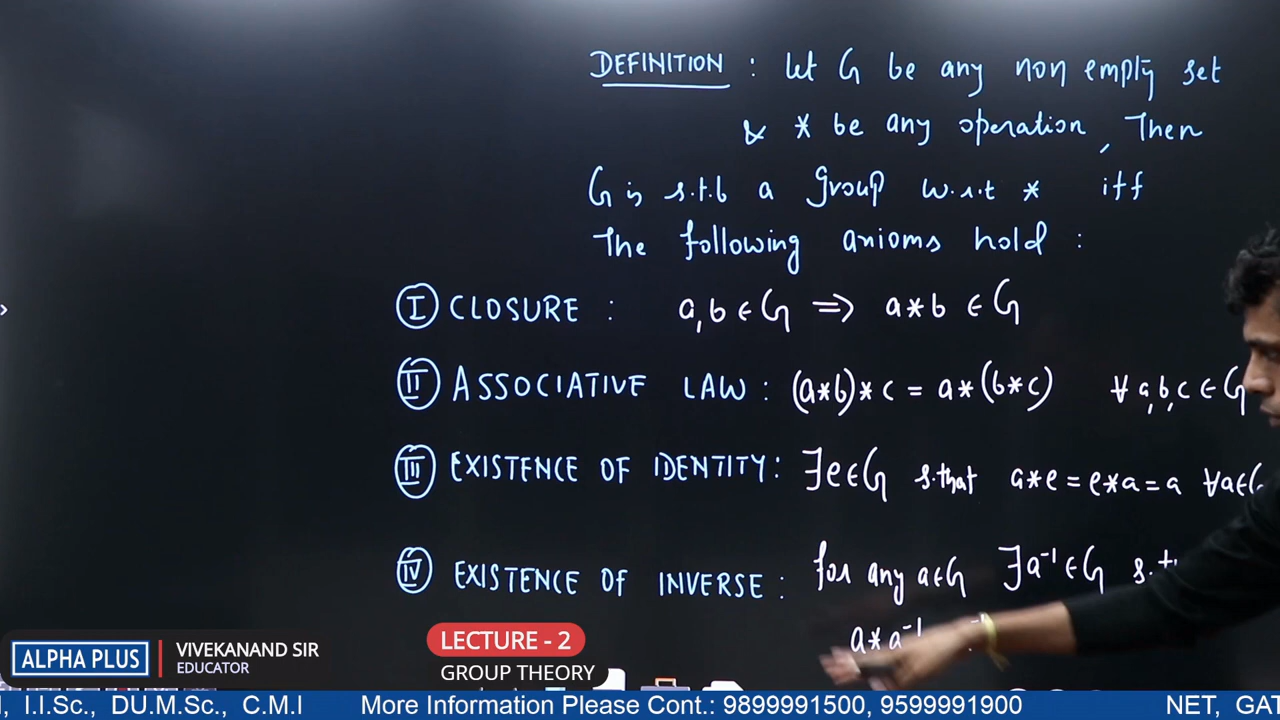 DEFINITION : Let G be any non empty set
& * be any operation, Then
G is s.t.b a group w.r.t * iff
The following axioms hold :
I CLOSURE : a,b ∈ G ⇒ a*b ∈ G
II ASSOCIATIVE LAW : (a*b)*c = a*(b*c) ∀ a,b,c ∈ G
III EXISTENCE OF IDENTITY : ∃ e ∈ G s.that a*e = e*a = a ∀ a ∈ G
IV EXISTENCE OF INVERSE : for any a ∈ G ∃ a⁻¹ ∈ G
a * a⁻¹
ALPHA PLUS
VIVEKANAND SIR
EDUCATOR
LECTURE - 2
GROUP THEORY
I.I.Sc., DU.M.Sc., C.M.I More Information Please Cont.: 9899991500, 9599991900 NET,